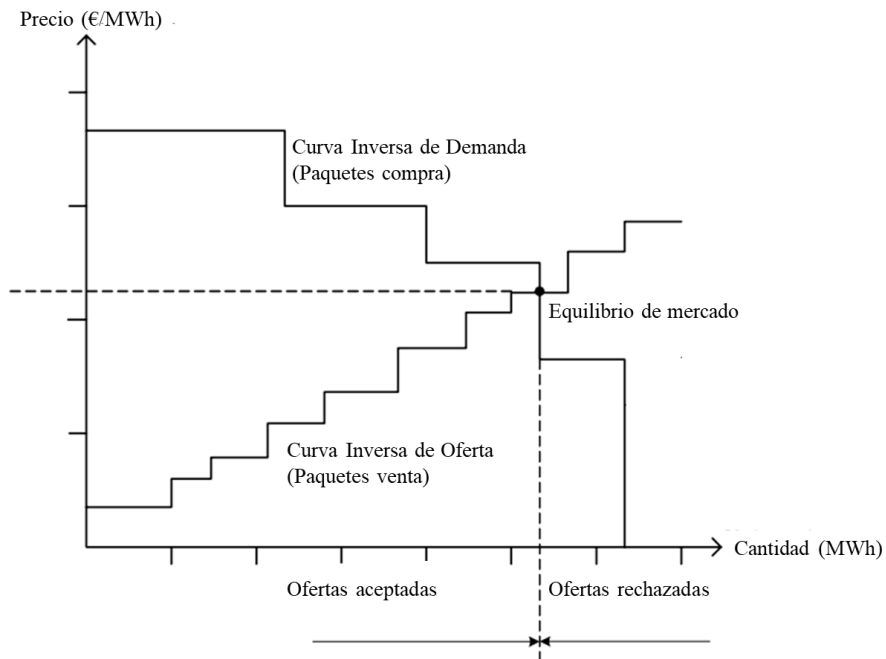 Precio (€/MWh)
Curva Inversa de Demanda
(Paquetes compra)
Equilibrio de mercado
Curva Inversa de Oferta
(Paquetes venta)
Cantidad (MWh)
Ofertas aceptadas
Ofertas rechazadas